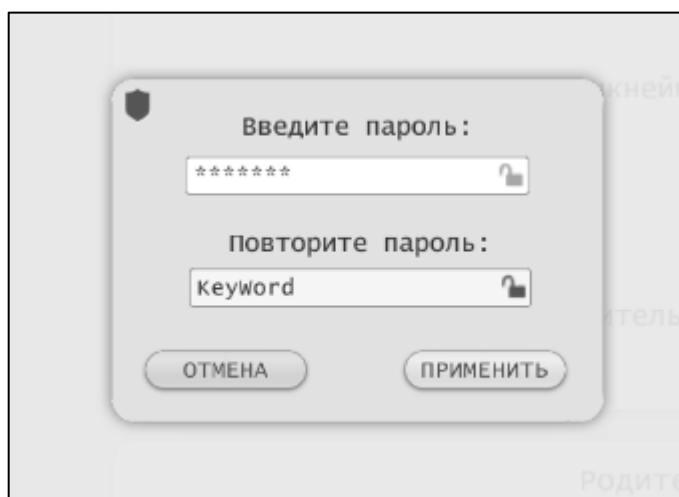 Введите пароль:
*******
Повторите пароль:
KeyWord
ОТМЕНА
ПРИМЕНИТЬ